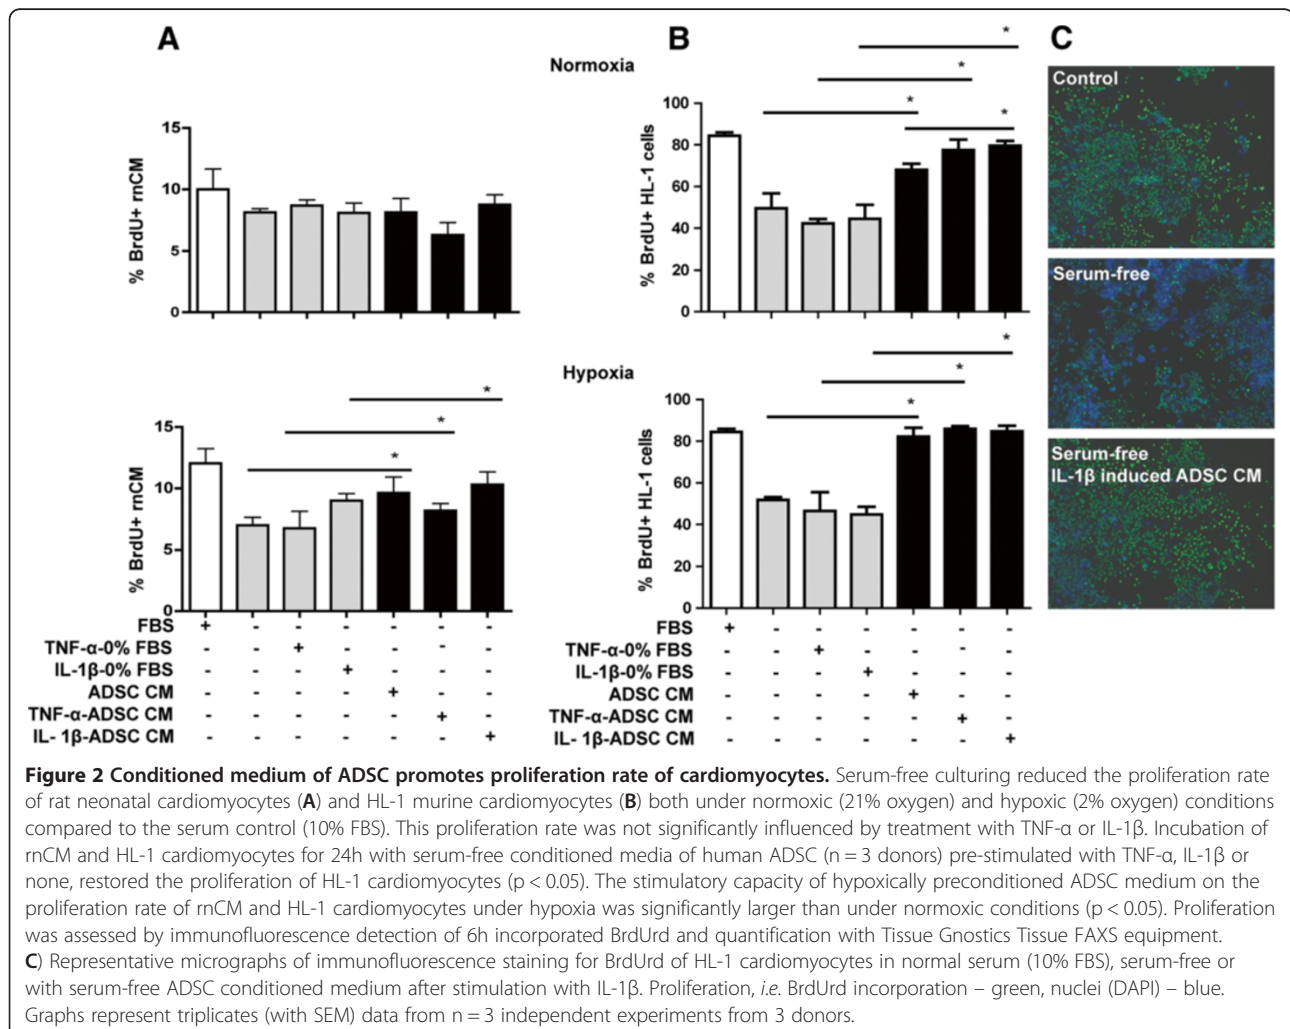 A
B
C
Normoxia
*
*
*
*
Control
% BrdU+ rnCM
15
10
5
0
% BrdU+ HL-1 cells
100
80
60
40
20
0
Serum-free
Hypoxia
*
*
*
% BrdU+ rnCM
15
10
5
0
*
*
*
% BrdU+ HL-1 cells
100
80
60
40
20
0
Serum-free
IL-1β induced ADSC CM
FBS + - - - - - -
TNF-α-0% FBS - - + - - - -
IL-1β-0% FBS - - - + - - -
ADSC CM - - - - + - -
TNF-α-ADSC CM - - - - - + -
IL- 1β-ADSC CM - - - - - - +
FBS + - - - - - -
TNF-α-0% FBS - - + - - - -
IL-1β-0% FBS - - - + - - -
ADSC CM - - - - + - -
TNF-α-ADSC CM - - - - - + -
IL- 1β-ADSC CM - - - - - - +
Figure 2 Conditioned medium of ADSC promotes proliferation rate of cardiomyocytes. Serum-free culturing reduced the proliferation rate
of rat neonatal cardiomyocytes (A) and HL-1 murine cardiomyocytes (B) both under normoxic (21% oxygen) and hypoxic (2% oxygen) conditions
compared to the serum control (10% FBS). This proliferation rate was not significantly influenced by treatment with TNF-α or IL-1β. Incubation of
rnCM and HL-1 cardiomyocytes for 24h with serum-free conditioned media of human ADSC (n = 3 donors) pre-stimulated with TNF-α, IL-1β or
none, restored the proliferation of HL-1 cardiomyocytes (p < 0.05). The stimulatory capacity of hypoxically preconditioned ADSC medium on the
proliferation rate of rnCM and HL-1 cardiomyocytes under hypoxia was significantly larger than under normoxic conditions (p < 0.05). Proliferation
was assessed by immunofluorescence detection of 6h incorporated BrdUrd and quantification with Tissue Gnostics Tissue FAXS equipment.
C) Representative micrographs of immunofluorescence staining for BrdUrd of HL-1 cardiomyocytes in normal serum (10% FBS), serum-free or
with serum-free ADSC conditioned medium after stimulation with IL-1β. Proliferation, i.e. BrdUrd incorporation – green, nuclei (DAPI) – blue.
Graphs represent triplicates (with SEM) data from n = 3 independent experiments from 3 donors.